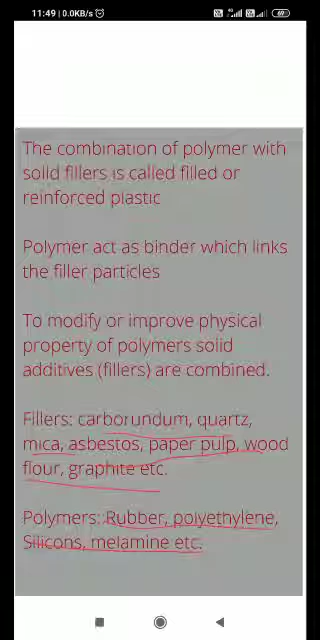 11:49 | 0.0KB/s
69
The combination of polymer with
solid fillers is called filled or
reinforced plastic
Polymer act as binder which links
the filler particles
To modify or improve physical
property of polymers solid
additives (fillers) are combined.
Fillers: carborundum, quartz,
mica, asbestos, paper pulp, wood
flour, graphite etc.
Polymers: Rubber, polyethylene,
Silicons, melamine etc.